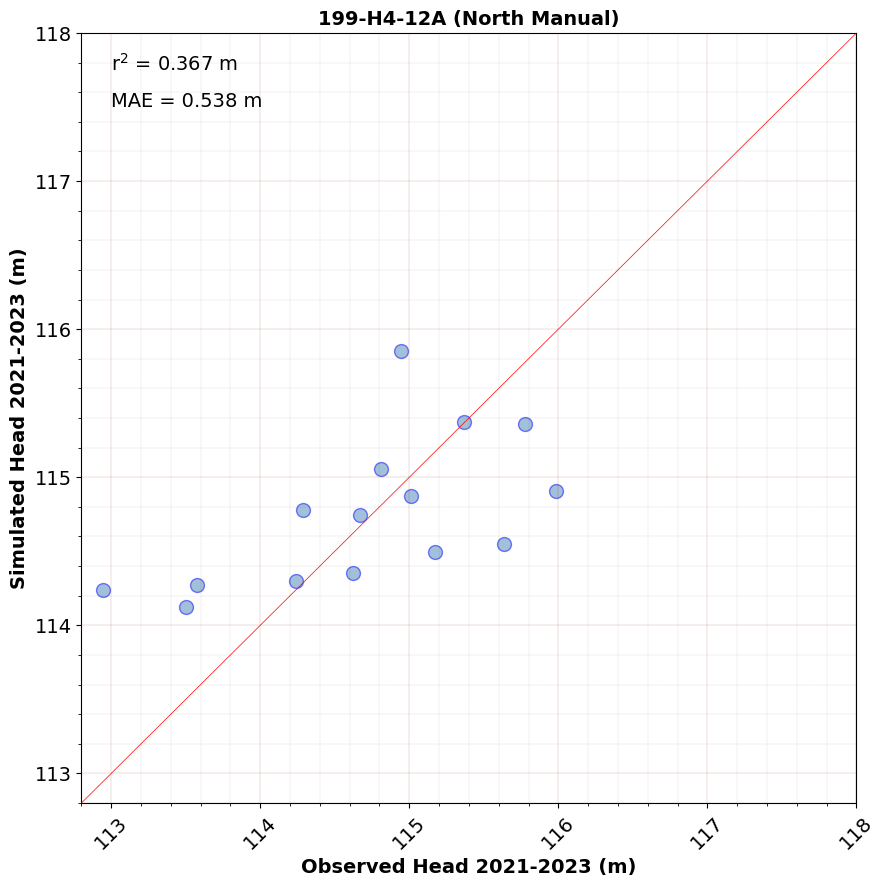 199-H4-12A (North Manual)
r² = 0.367 m
MAE = 0.538 m
118
117
116
115
114
113
Simulated Head 2021-2023 (m)
113
114
115
116
117
118
Observed Head 2021-2023 (m)